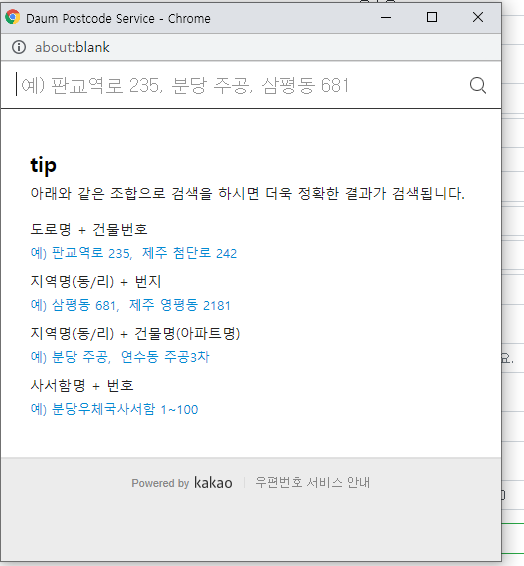 Daum Postcode Service - Chrome
about:blank
예) 판교역로 235, 분당 주공, 삼평동 681
tip
아래와 같은 조합으로 검색을 하시면 더욱 정확한 결과가 검색됩니다.
도로명 + 건물번호
예) 판교역로 235, 제주 첨단로 242
지역명(동/리) + 번지
예) 삼평동 681, 제주 영평동 2181
지역명(동/리) + 건물명(아파트명)
예) 분당 주공, 연수동 주공3차
요.
사서함명 + 번호
예) 분당우체국사서함 1~100
Powered by kakao 우편번호 서비스 안내